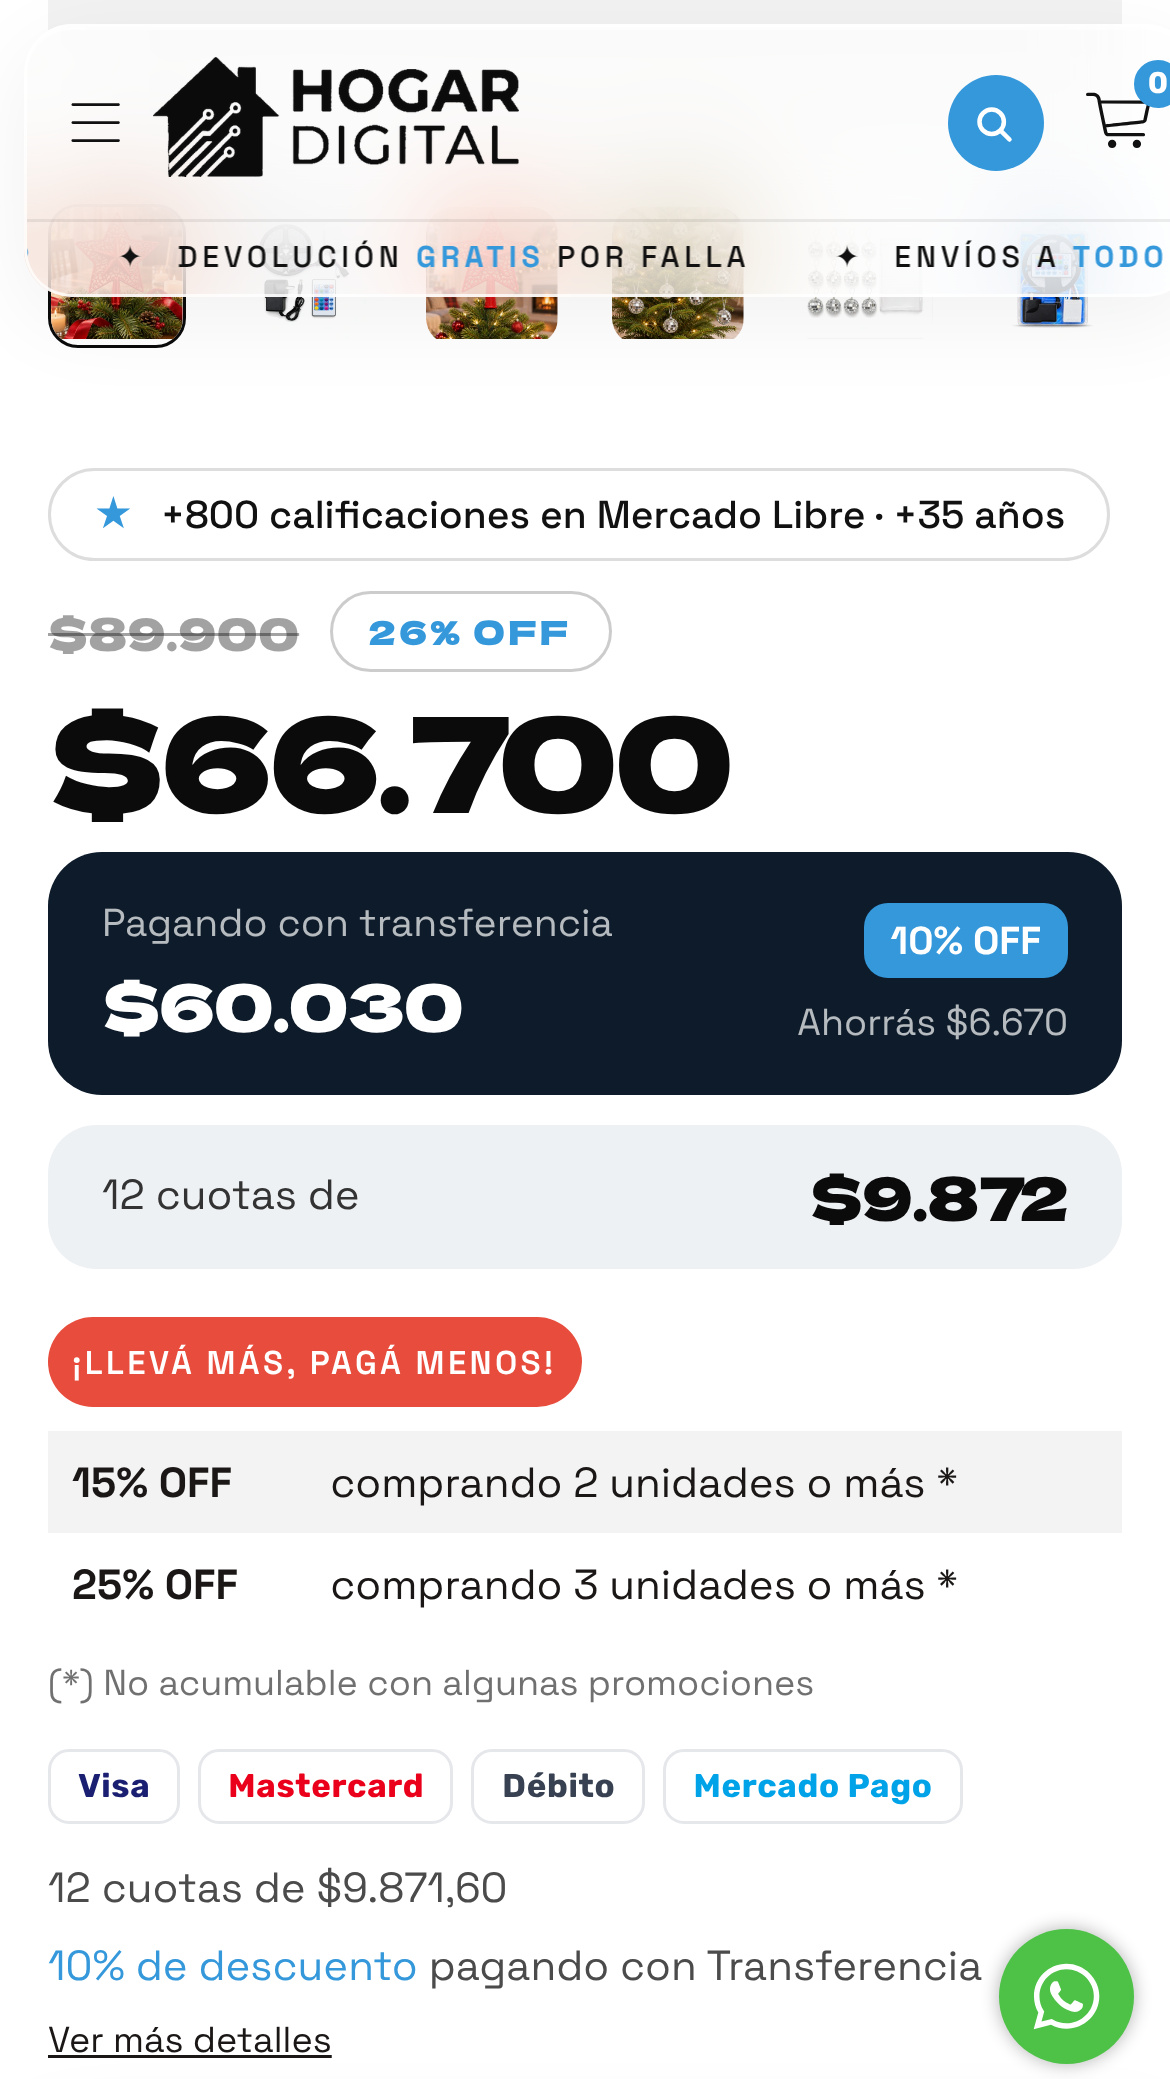 HOGAR
DIGITAL
0
✦ DEVOLUCIÓN GRATIS POR FALLA ✦ ENVÍOS A TODO
★ +800 calificaciones en Mercado Libre · +35 años
$89.900 26% OFF
$66.700
Pagando con transferencia 10% OFF
$60.030 Ahorrás $6.670
12 cuotas de $9.872
¡LLEVÁ MÁS, PAGÁ MENOS!
15% OFF comprando 2 unidades o más *
25% OFF comprando 3 unidades o más *
(*) No acumulable con algunas promociones
Visa Mastercard Débito Mercado Pago
12 cuotas de $9.871,60
10% de descuento pagando con Transferencia
Ver más detalles